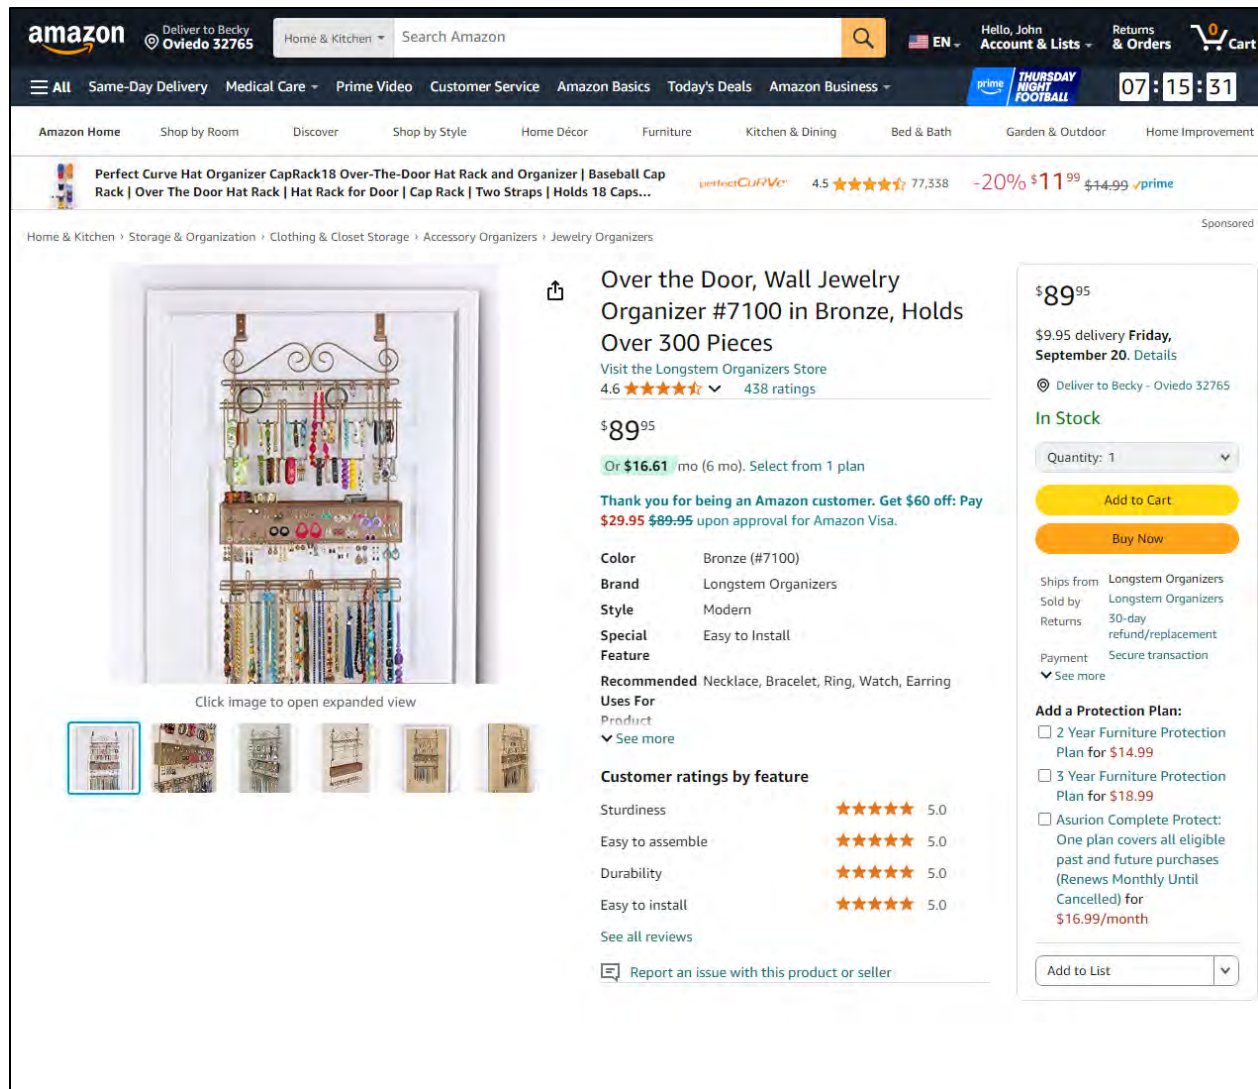 amazon
Deliver to Becky
Oviedo 32765
Home & Kitchen
Search Amazon
EN
Hello, John
Account & Lists
Returns
& Orders
0
Cart
All
Same-Day Delivery
Medical Care
Prime Video
Customer Service
Amazon Basics
Today's Deals
Amazon Business
prime
THURSDAY
NIGHT
FOOTBALL
07:15:31
Amazon Home
Shop by Room
Discover
Shop by Style
Home Décor
Furniture
Kitchen & Dining
Bed & Bath
Garden & Outdoor
Home Improvement
Perfect Curve Hat Organizer CapRack18 Over-The-Door Hat Rack and Organizer | Baseball Cap
Rack | Over The Door Hat Rack | Hat Rack for Door | Cap Rack | Two Straps | Holds 18 Caps...
perfectCURVE
4.5
77,338
-20% $11.99 $14.99 prime
Sponsored
Home & Kitchen › Storage & Organization › Clothing & Closet Storage › Accessory Organizers › Jewelry Organizers
Click image to open expanded view
Over the Door, Wall Jewelry
Organizer #7100 in Bronze, Holds
Over 300 Pieces
Visit the Longstem Organizers Store
4.6
438 ratings
$89.95
Or $16.61 /mo (6 mo). Select from 1 plan
Thank you for being an Amazon customer. Get $60 off: Pay
$29.95 $89.95 upon approval for Amazon Visa.
Color Bronze (#7100)
Brand Longstem Organizers
Style Modern
Special Easy to Install
Feature
Recommended Necklace, Bracelet, Ring, Watch, Earring
Uses For
Product
See more
Customer ratings by feature
Sturdiness 5.0
Easy to assemble 5.0
Durability 5.0
Easy to install 5.0
See all reviews
Report an issue with this product or seller
$89.95
$9.95 delivery Friday,
September 20. Details
Deliver to Becky - Oviedo 32765
In Stock
Quantity: 1
Add to Cart
Buy Now
Ships from Longstem Organizers
Sold by Longstem Organizers
Returns 30-day
refund/replacement
Payment Secure transaction
See more
Add a Protection Plan:
2 Year Furniture Protection
Plan for $14.99
3 Year Furniture Protection
Plan for $18.99
Asurion Complete Protect:
One plan covers all eligible
past and future purchases
(Renews Monthly Until
Cancelled) for
$16.99/month
Add to List